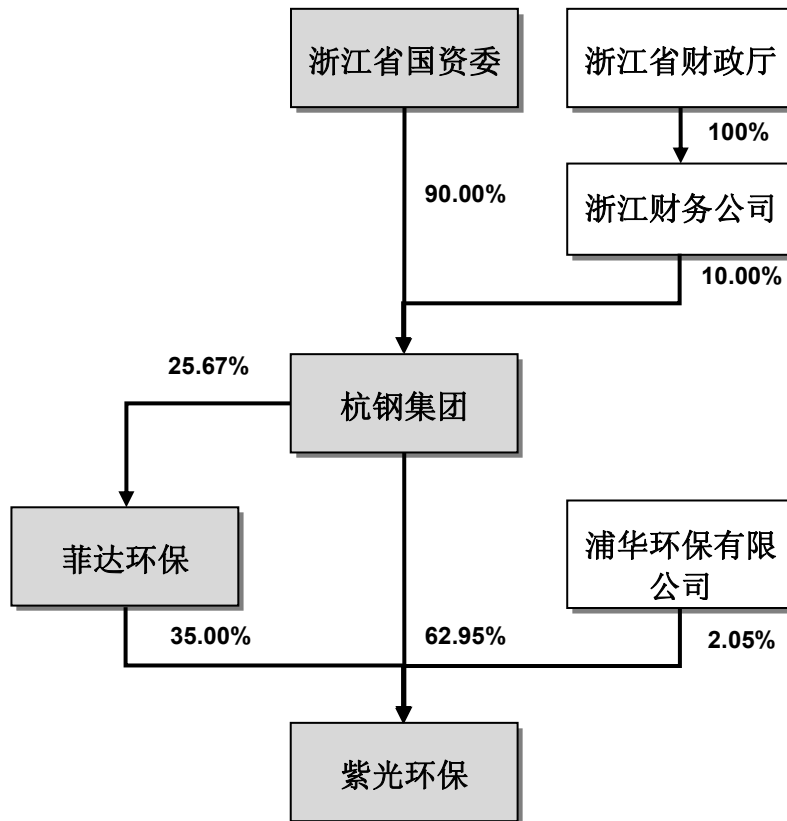 浙江省国资委
浙江省财政厅
100%
90.00%
浙江财务公司
10.00%
25.67%
杭钢集团
菲达环保
浦华环保有限
公司
35.00%
62.95%
2.05%
紫光环保